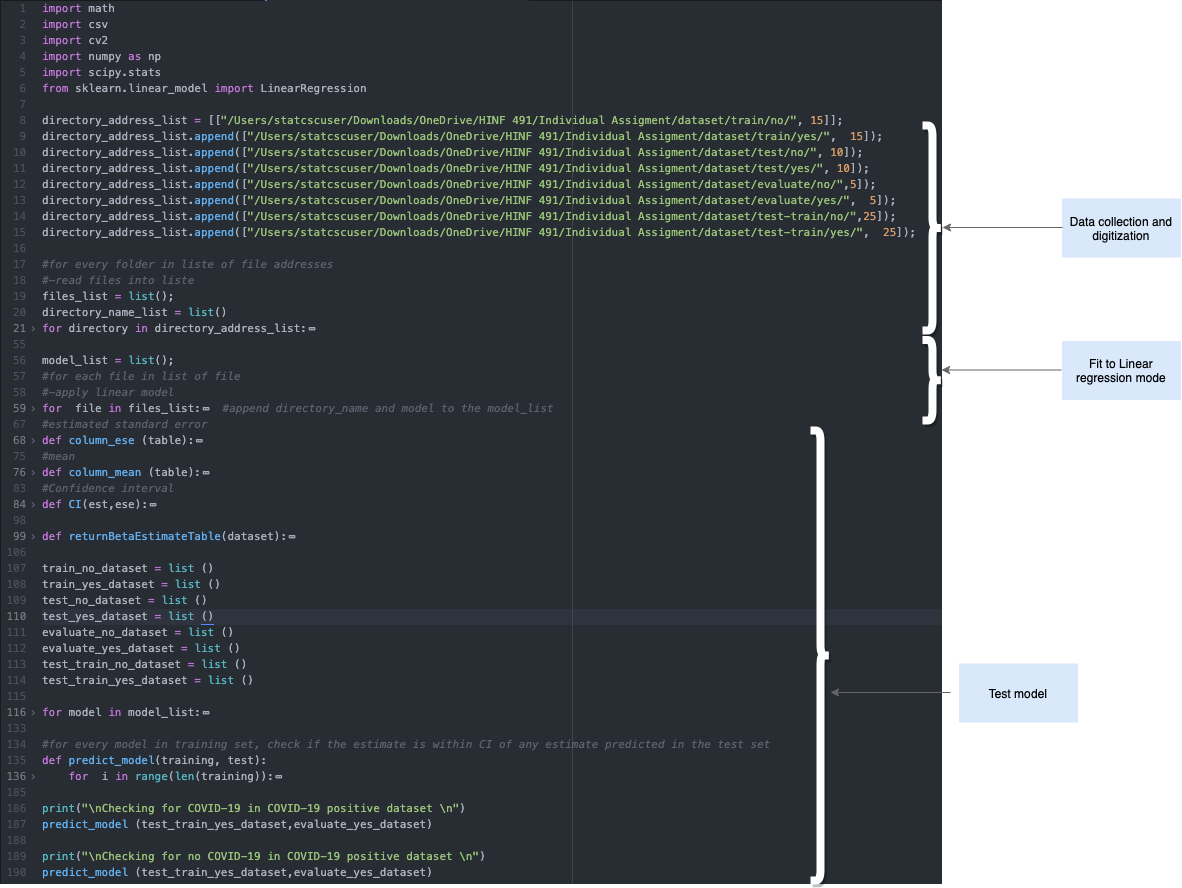 1 import math
2 import csv
3 import cv2
4 import numpy as np
5 import scipy.stats
6 from sklearn.linear_model import LinearRegression
7
8 directory_address_list = [["/Users/statcscuser/Downloads/OneDrive/HINF 491/Individual Assigment/dataset/train/no/", 15]];
9 directory_address_list.append(["/Users/statcscuser/Downloads/OneDrive/HINF 491/Individual Assigment/dataset/train/yes/",  15]);
10 directory_address_list.append(["/Users/statcscuser/Downloads/OneDrive/HINF 491/Individual Assigment/dataset/test/no/", 10]);
11 directory_address_list.append(["/Users/statcscuser/Downloads/OneDrive/HINF 491/Individual Assigment/dataset/test/yes/", 10]);
12 directory_address_list.append(["/Users/statcscuser/Downloads/OneDrive/HINF 491/Individual Assigment/dataset/evaluate/no/",5]);
13 directory_address_list.append(["/Users/statcscuser/Downloads/OneDrive/HINF 491/Individual Assigment/dataset/evaluate/yes/",  5]);
14 directory_address_list.append(["/Users/statcscuser/Downloads/OneDrive/HINF 491/Individual Assigment/dataset/test-train/no/",25]);
15 directory_address_list.append(["/Users/statcscuser/Downloads/OneDrive/HINF 491/Individual Assigment/dataset/test-train/yes/",  25]);
16
17 #for every folder in liste of file addresses
18 #-read files into liste
19 files_list = list();
20 directory_name_list = list()
21 for directory in directory_address_list:
55
56 model_list = list();
57 #for each file in list of file
58 #-apply linear model
59 for  file in files_list:  #append directory_name and model to the model_list
67 #estimated standard error
68 def column_ese (table):
75 #mean
76 def column_mean (table):
83 #Confidence interval
84 def CI(est,ese):
98
99 def returnBetaEstimateTable(dataset):
106
107 train_no_dataset = list ()
108 train_yes_dataset = list ()
109 test_no_dataset = list ()
110 test_yes_dataset = list ()
111 evaluate_no_dataset = list ()
112 evaluate_yes_dataset = list ()
113 test_train_no_dataset = list ()
114 test_train_yes_dataset = list ()
115
116 for model in model_list:
133
134 #for every model in training set, check if the estimate is within CI of any estimate predicted in the test set
135 def predict_model(training, test):
136     for  i in range(len(training)):
185
186 print("\nChecking for COVID-19 in COVID-19 positive dataset \n")
187 predict_model (test_train_yes_dataset,evaluate_yes_dataset)
188
189 print("\nChecking for no COVID-19 in COVID-19 positive dataset \n")
190 predict_model (test_train_yes_dataset,evaluate_yes_dataset)
Data collection and
digitization
Fit to Linear
regression mode
Test model